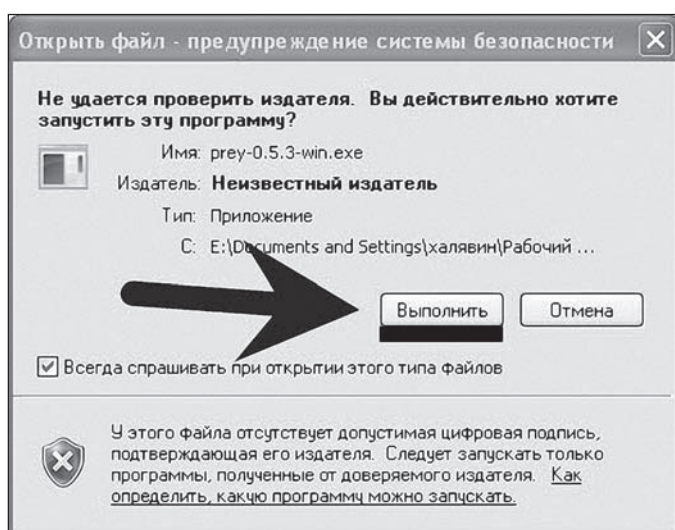 Открыть файл - предупреждение системы безопасности
Не удается проверить издателя. Вы действительно хотите
запустить эту программу?
Имя: prey-0.5.3-win.exe
Издатель: Неизвестный издатель
Тип: Приложение
С: E:\Documents and Settings\халявин\Рабочий ...
Выполнить Отмена
Всегда спрашивать при открытии этого типа файлов
У этого файла отсутствует допустимая цифровая подпись,
подтверждающая его издателя. Следует запускать только
программы, полученные от доверяемого издателя. Как
определить, какую программу можно запускать.